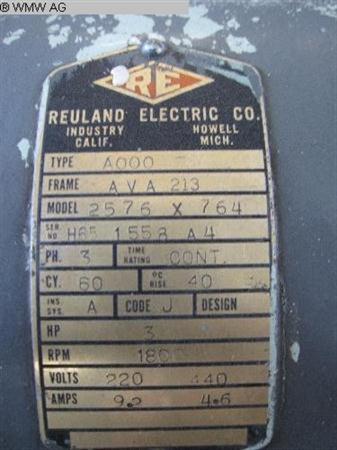 © WMW AG
RE
REULAND ELECTRIC CO.
INDUSTRY CALIF. HOWELL MICH.
TYPE A000
FRAME AVA 213
MODEL 2576 X 764
SER. NO. H65 1558 A4
PH. 3 TIME RATING CONT.
CY. 60 °C RISE 40
INS. SYS. A CODE J DESIGN
HP 3
RPM 1800
VOLTS 220 440
AMPS 9.2 4.6